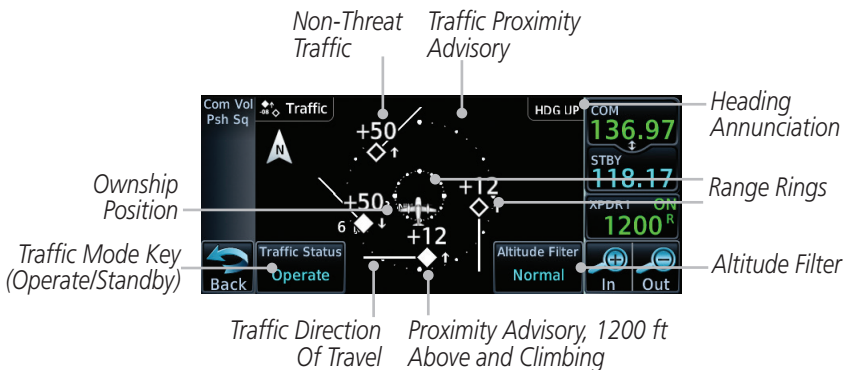 Non-Threat
Traffic
Traffic Proximity
Advisory
Com Vol
Psh Sq
Traffic
HDG UP
COM
136.97
Heading
Annunciation
+50
N
STBY
118.17
Range Rings
Ownship
Position
+50
6
+12
XPDR1 ON
1200 R
+12
Traffic Mode Key
(Operate/Standby)
Back
Traffic Status
Operate
Altitude Filter
Normal
In
Out
Altitude Filter
Traffic Direction
Of Travel
Proximity Advisory, 1200 ft
Above and Climbing